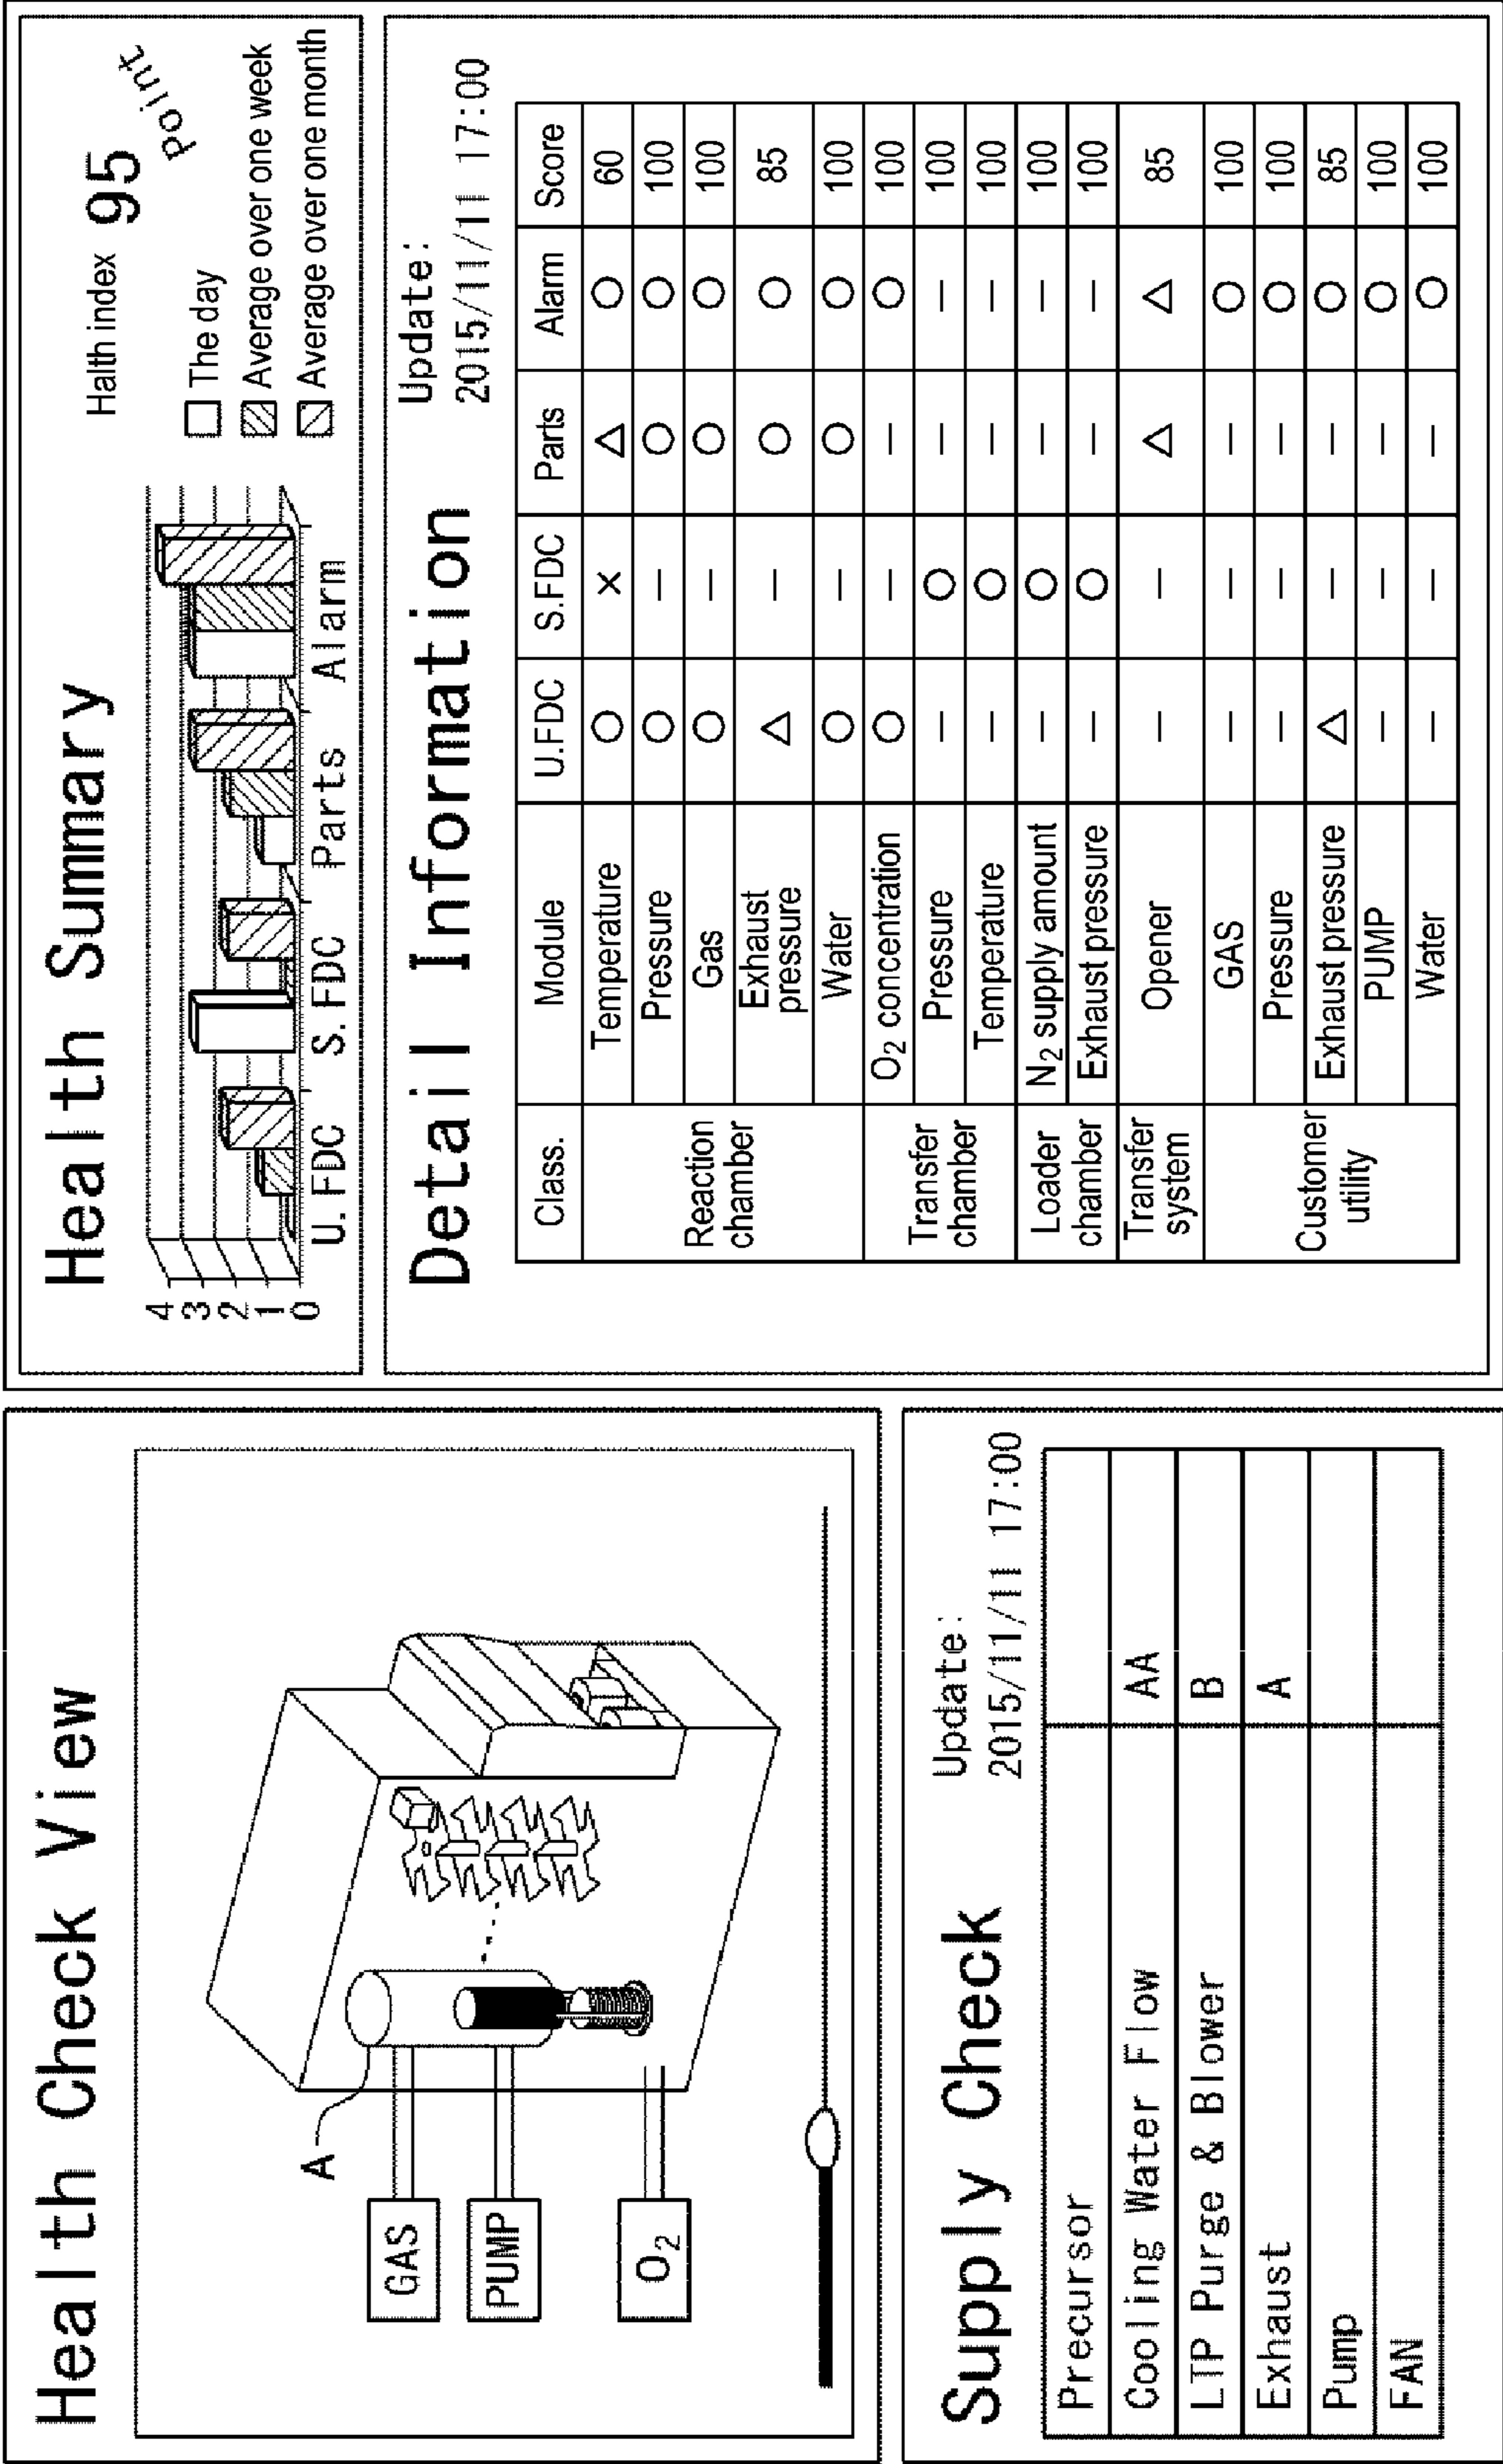 Health Check View
A
GAS
PUMP
O₂
Supply Check
Update:
2015/11/11 17:00
Precursor
Cooling Water Flow AA
LTP Purge & Blower B
Exhaust A
Pump
FAN
Health Summary
Halth index 95 Point
4
3
2
1
0
U.FDC S.FDC Parts Alarm
The day
Average over one week
Average over one month
Detail Information
Update:
2015/11/11 17:00
Class. Module U.FDC S.FDC Parts Alarm Score
Reaction chamber
Temperature ○ × △ ○ 60
Pressure ○ – ○ ○ 100
Gas ○ – ○ ○ 100
Exhaust pressure △ – ○ ○ 85
Water ○ – ○ ○ 100
Transfer chamber
O₂ concentration ○ – – ○ 100
Pressure – ○ – – 100
Temperature – ○ – – 100
Loader chamber
N₂ supply amount – ○ – – 100
Exhaust pressure – ○ – – 100
Transfer system
Opener – – △ △ 85
Customer utility
GAS – – – ○ 100
Pressure – – – ○ 100
Exhaust pressure △ – – ○ 85
PUMP – – – ○ 100
Water – – – ○ 100